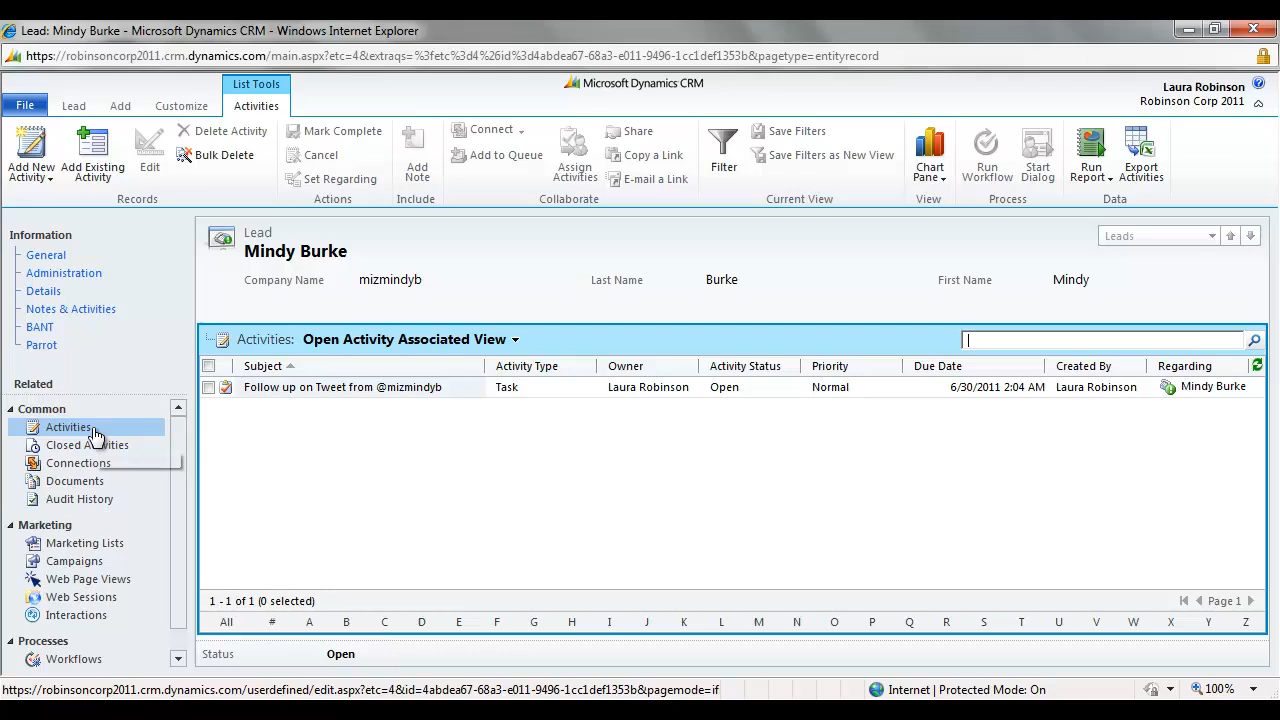 Lead: Mindy Burke - Microsoft Dynamics CRM - Windows Internet Explorer
https://robinsoncorp2011.crm.dynamics.com/main.aspx?etc=4&extraqs=%3fetc%3d4%26id%3d4abdea67-68a3-e011-9496-1cc1def1353b&pagetype=entityrecord
List Tools
Microsoft Dynamics CRM
Laura Robinson
Robinson Corp 2011
File Lead Add Customize Activities
Add New Activity
Add Existing Activity
Edit
Delete Activity
Bulk Delete
Records
Mark Complete
Cancel
Set Regarding
Actions
Add Note
Include
Connect
Add to Queue
Assign Activities
Share
Copy a Link
E-mail a Link
Collaborate
Filter
Save Filters
Save Filters as New View
Current View
Chart Pane
View
Run Workflow
Start Dialog
Process
Run Report
Export Activities
Data
Information
General
Administration
Details
Notes & Activities
BANT
Parrot
Related
Common
Activities
Closed Activities
Connections
Documents
Audit History
Marketing
Marketing Lists
Campaigns
Web Page Views
Web Sessions
Interactions
Processes
Workflows
Lead
Mindy Burke
Leads
Company Name mizmindyb Last Name Burke First Name Mindy
Activities: Open Activity Associated View
Subject Activity Type Owner Activity Status Priority Due Date Created By Regarding
Follow up on Tweet from @mizmindyb Task Laura Robinson Open Normal 6/30/2011 2:04 AM Laura Robinson Mindy Burke
1 - 1 of 1 (0 selected) Page 1
All # A B C D E F G H I J K L M N O P Q R S T U V W X Y Z
Status Open
https://robinsoncorp2011.crm.dynamics.com/userdefined/edit.aspx?etc=4&id=4abdea67-68a3-e011-9496-1cc1def1353b&pagemode=if
Internet | Protected Mode: On
100%